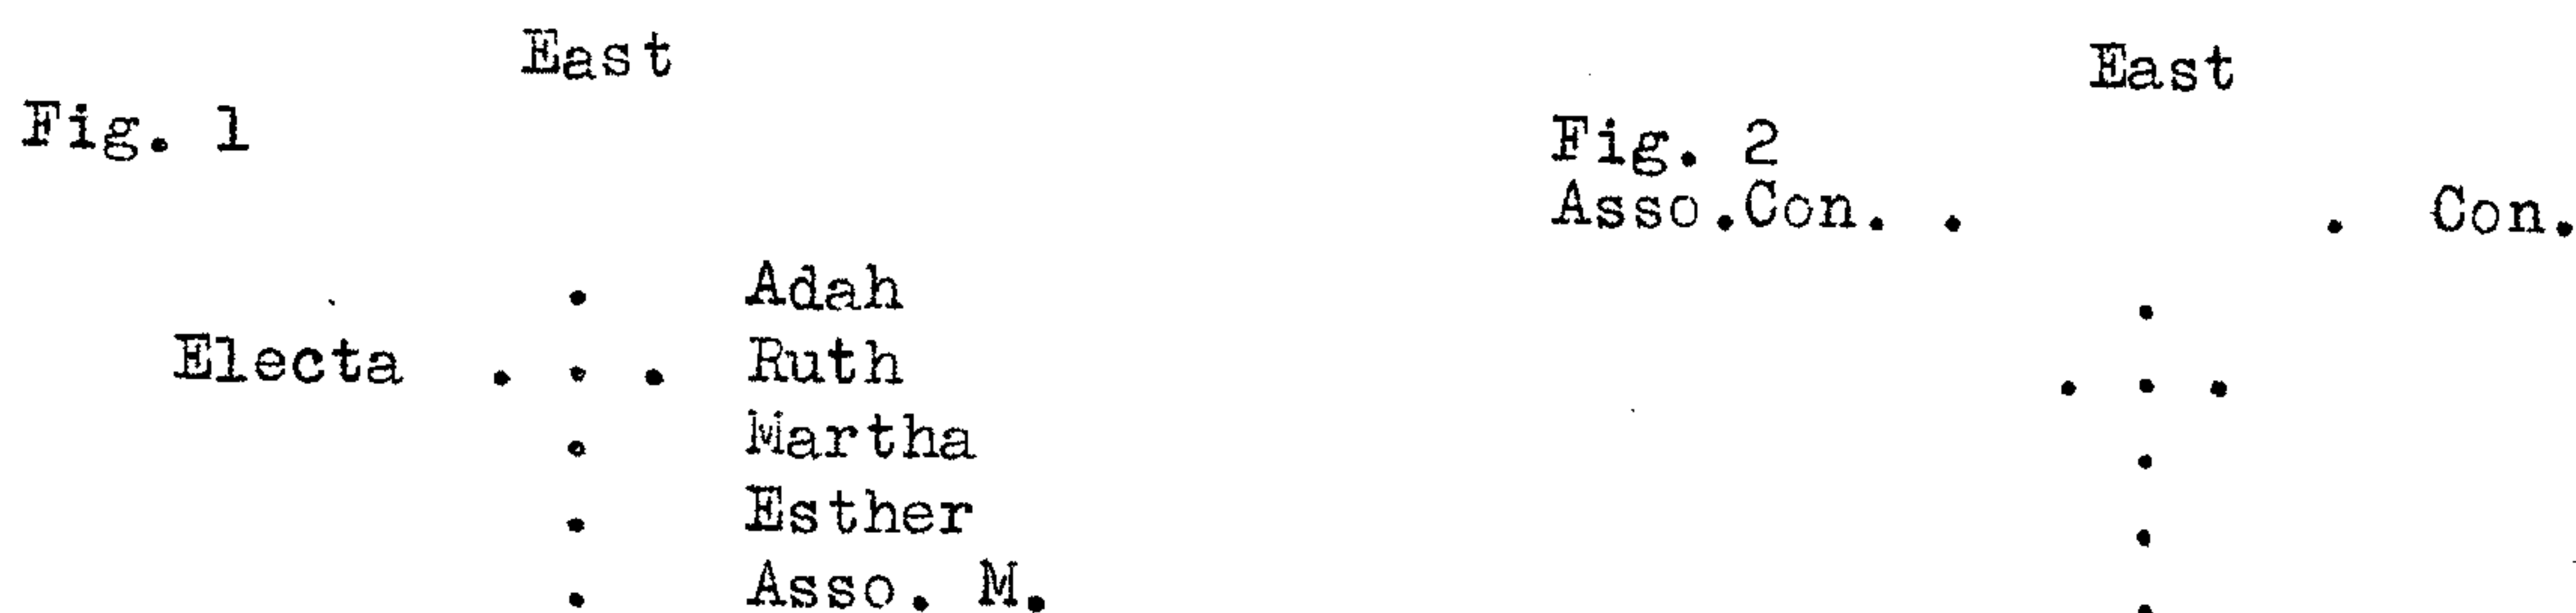 East
Fig. 1
. Adah
Electa . . . Ruth
. Martha
. Esther
. Asso. M.
East
Fig. 2
Asso.Con. . . Con.
.
. . .
.
.
.